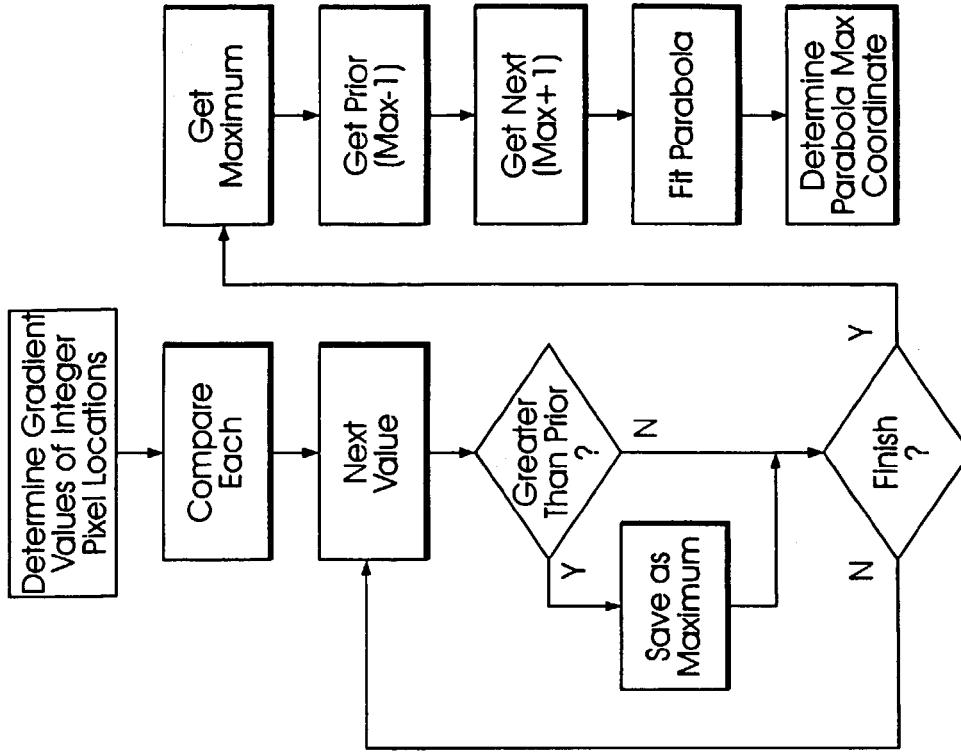 Determine Gradient
Values of Integer
Pixel Locations
Compare
Each
Next
Value
Greater
Than Prior
?
Y
N
Save as
Maximum
Finish
?
N
Y
Get
Maximum
Get Prior
(Max-1)
Get Next
(Max+1)
Fit Parabola
Determine
Parabola Max
Coordinate